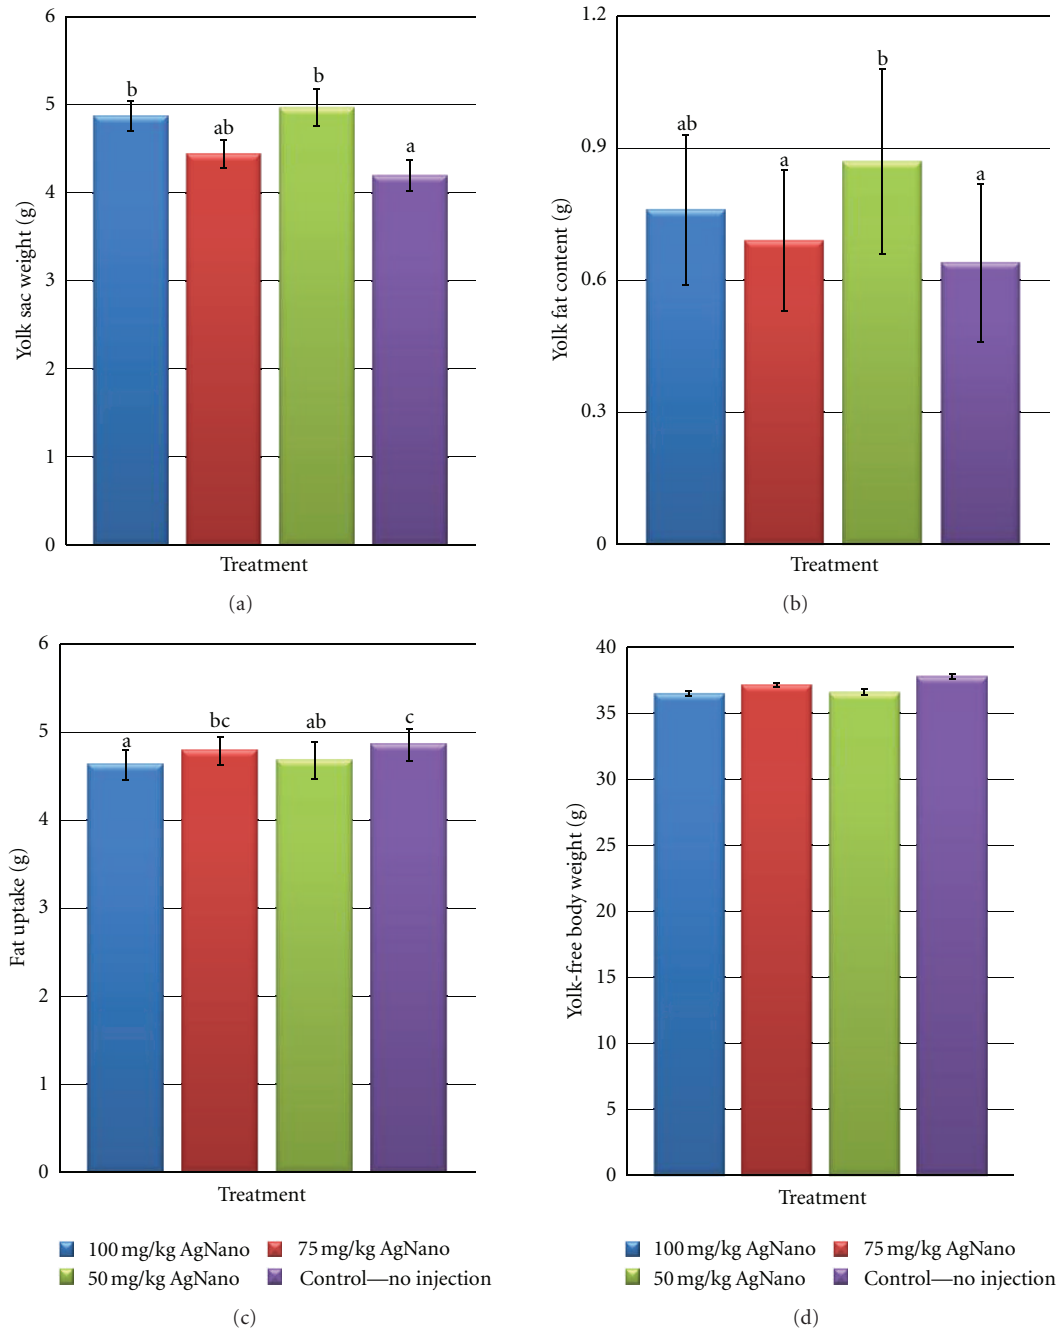 6
5
4
3
2
1
0
Yolk sac weight (g)
b
ab
b
a
Treatment
(a)
1.2
0.9
0.6
0.3
0
Yolk fat content (g)
ab
a
b
a
Treatment
(b)
6
5
4
3
2
1
0
Fat uptake (g)
a
bc
ab
c
Treatment
100 mg/kg AgNano
75 mg/kg AgNano
50 mg/kg AgNano
Control—no injection
(c)
40
35
30
25
20
15
10
5
0
Yolk-free body weight (g)
Treatment
100 mg/kg AgNano
75 mg/kg AgNano
50 mg/kg AgNano
Control—no injection
(d)